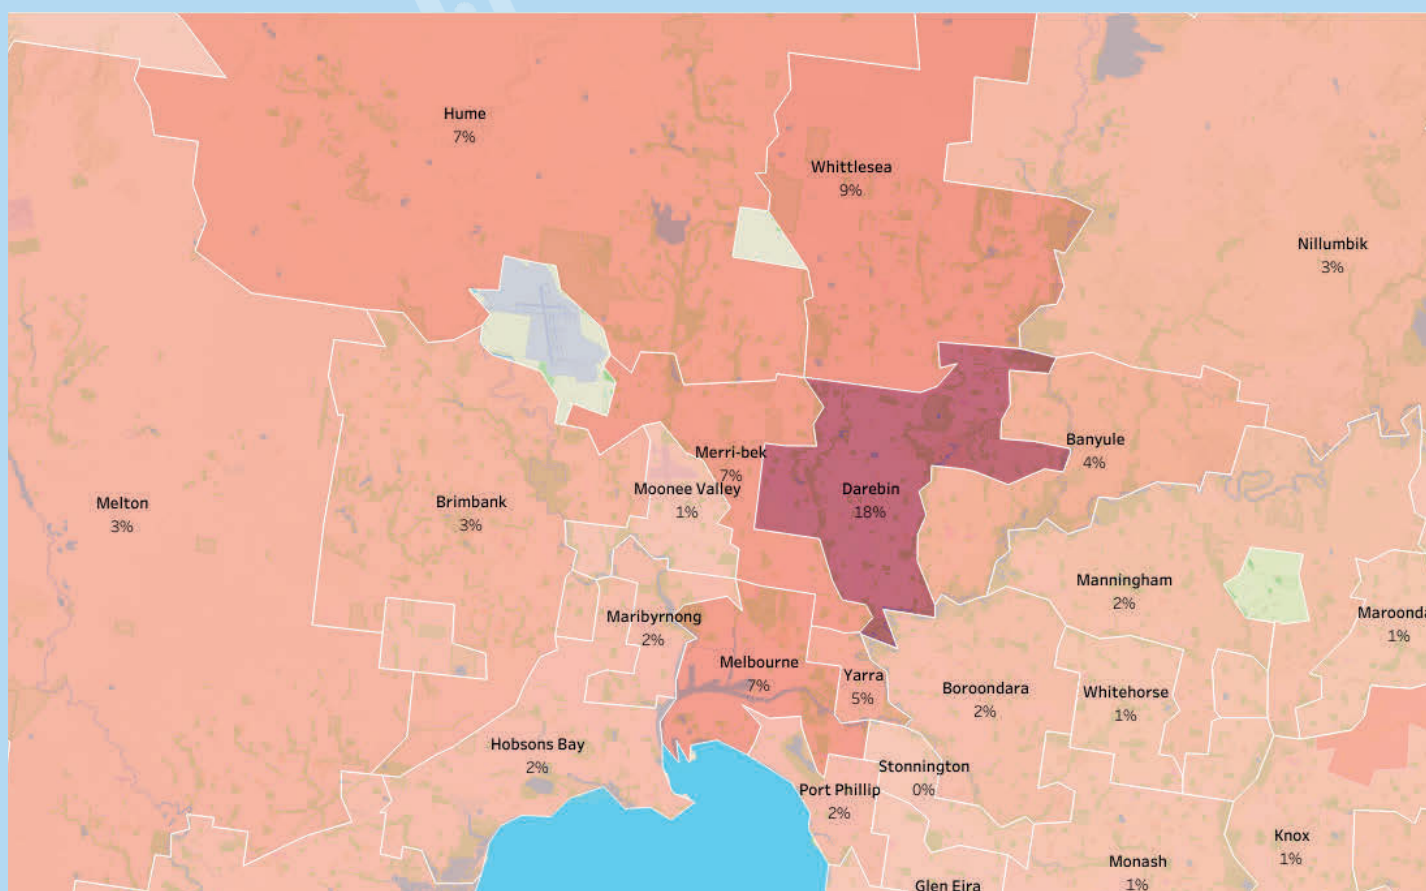 Hume
7%
Whittlesea
9%
Nillumbik
3%
Merri-bek
7%
Banyule
4%
Melton
3%
Brimbank
3%
Moonee Valley
1%
Darebin
18%
Manningham
2%
Maribyrnong
2%
Maroonda
1%
Melbourne
7%
Yarra
5%
Boroondara
2%
Whitehorse
1%
Hobsons Bay
2%
Stonnington
0%
Port Phillip
2%
Knox
1%
Monash
1%
Glen Eira